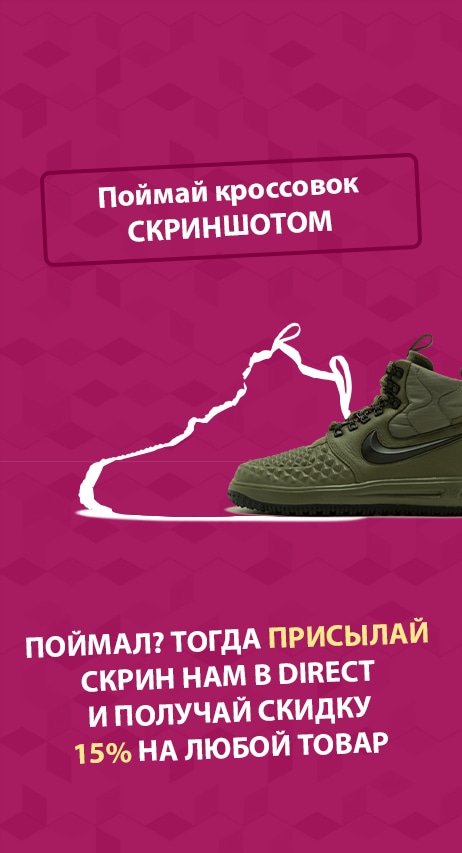 Поймай кроссовок
СКРИНШОТОМ
ПОЙМАЛ? ТОГДА ПРИСЫЛАЙ
СКРИН НАМ В DIRECT
И ПОЛУЧАЙ СКИДКУ
15% НА ЛЮБОЙ ТОВАР